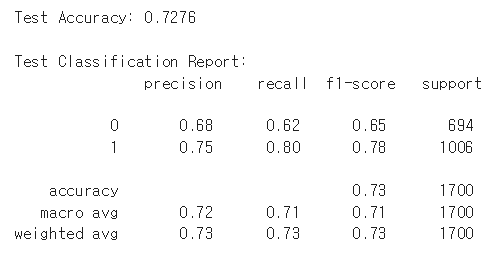 Test Accuracy: 0.7276
Test Classification Report:
precision recall f1-score support
0 0.68 0.62 0.65 694
1 0.75 0.80 0.78 1006
accuracy 0.73 1700
macro avg 0.72 0.71 0.71 1700
weighted avg 0.73 0.73 0.73 1700